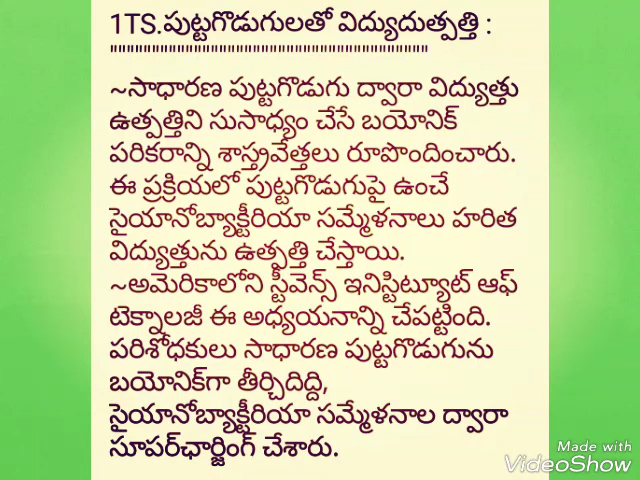 1TS.పుట్టగొడుగులతో విద్యుదుత్పత్తి :
"""""""""""""""""""""""""""""""""""""""
~సాధారణ పుట్టగొడుగు ద్వారా విద్యుత్తు
ఉత్పత్తిని సుసాధ్యం చేసే బయోనిక్
పరికరాన్ని శాస్త్రవేత్తలు రూపొందించారు.
ఈ ప్రక్రియలో పుట్టగొడుగుపై ఉంచే
సైయానోబ్యాక్టీరియా సమ్మేళనాలు హరిత
విద్యుత్తును ఉత్పత్తి చేస్తాయి.
~అమెరికాలోని స్టీవెన్స్ ఇనిస్టిట్యూట్ ఆఫ్
టెక్నాలజీ ఈ అధ్యయనాన్ని చేపట్టింది.
పరిశోధకులు సాధారణ పుట్టగొడుగును
బయోనిక్‌గా తీర్చిదిద్ది,
సైయానోబ్యాక్టీరియా సమ్మేళనాల ద్వారా
సూపర్‌ఛార్జింగ్ చేశారు.
Made with
VideoShow